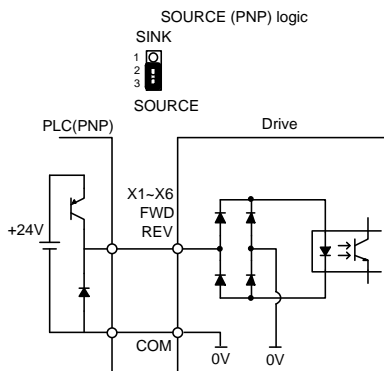 SOURCE (PNP) logic
SINK
1
2
3
SOURCE
PLC(PNP)
Drive
X1~X6
FWD
REV
+24V
COM
0V
0V